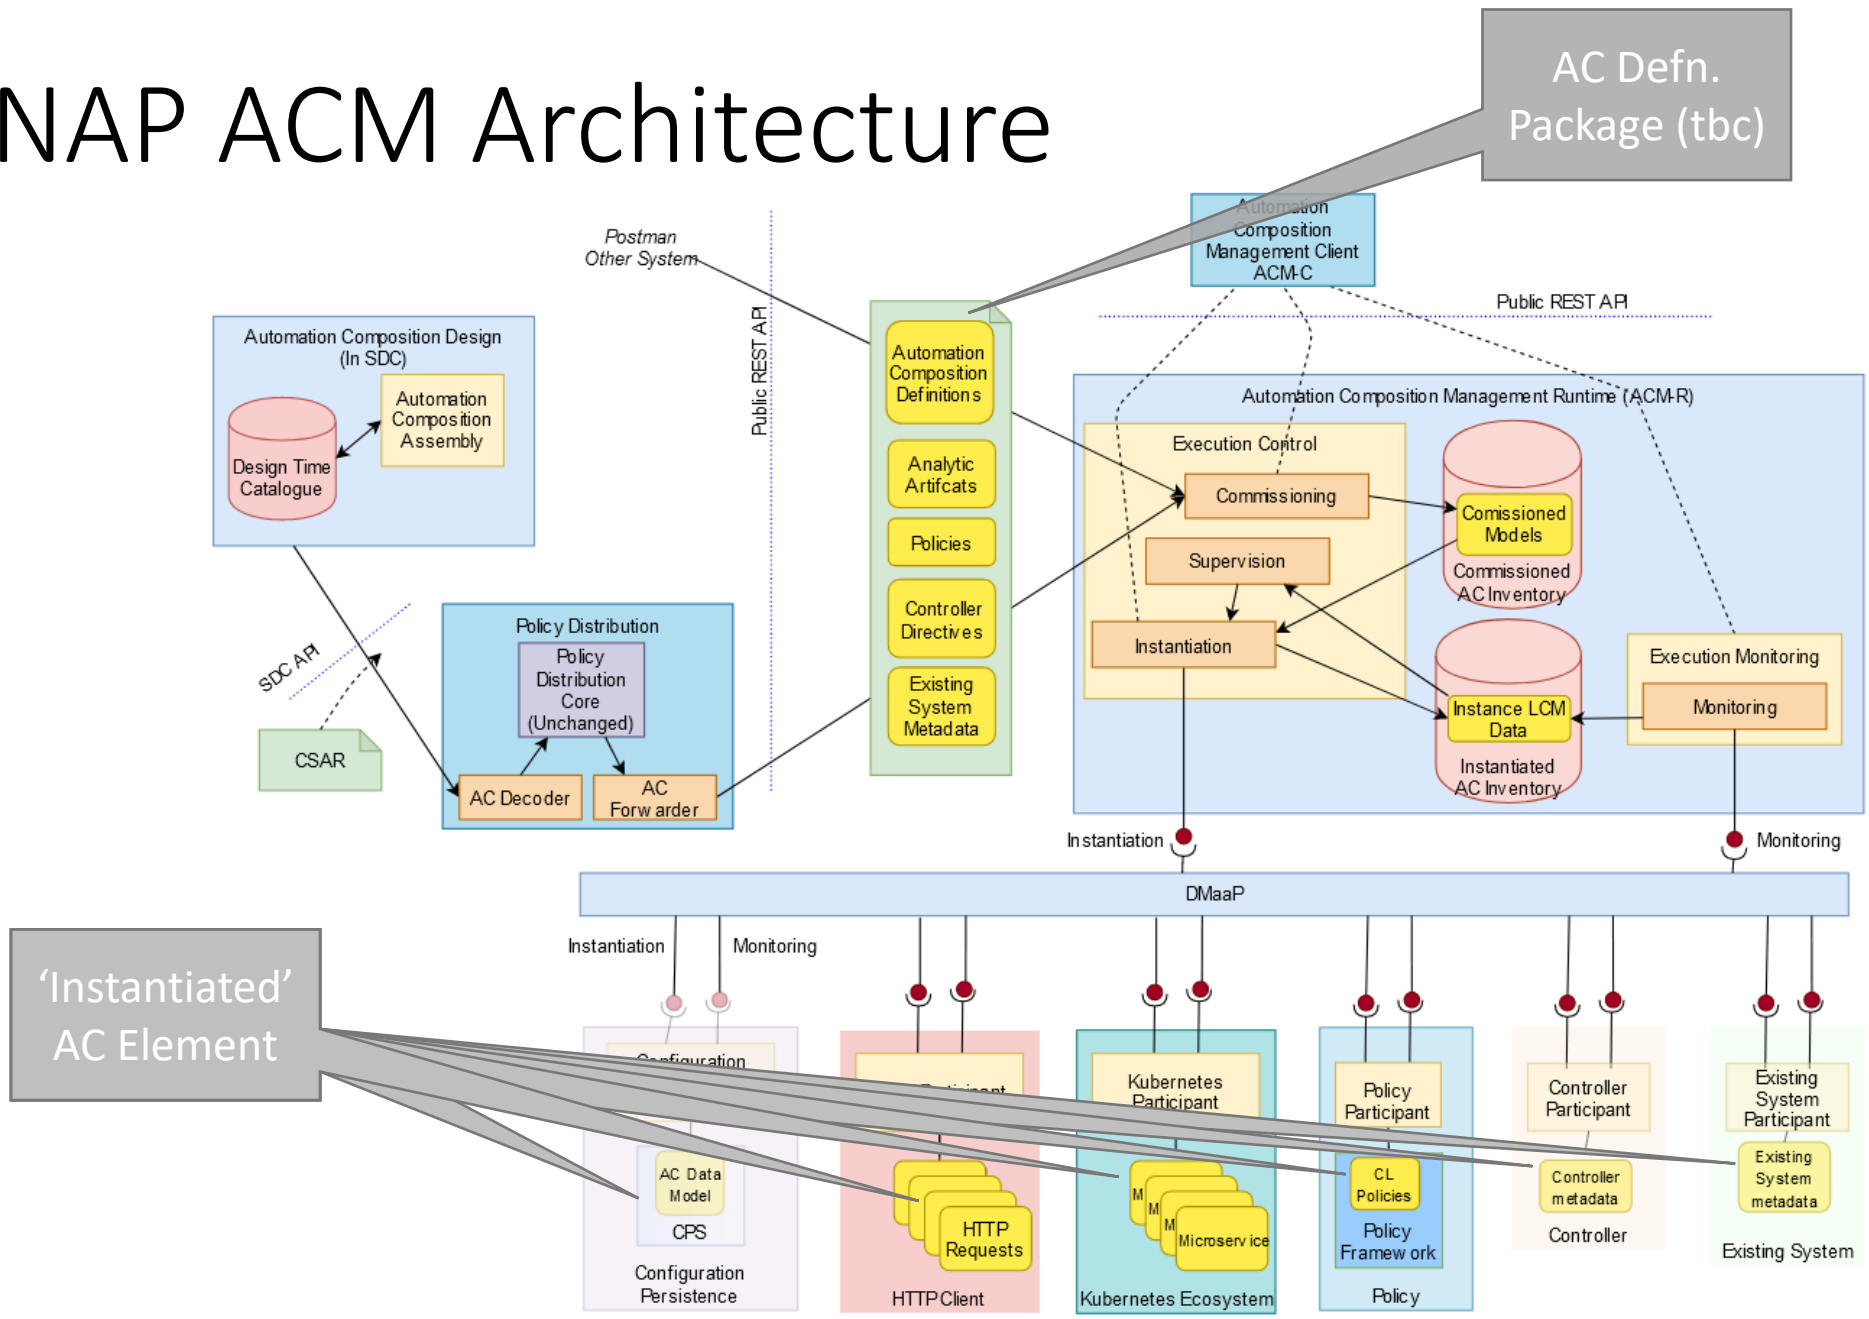 NAP ACM Architecture
AC Defn.
Package (tbc)
Postman
Other System
Public REST API
Automation
Composition
Management Client
ACM-C
Public REST API
Automation Composition Design
(In SDC)
Automation
Composition
Assembly
Design Time
Catalogue
SDC API
CSAR
Policy Distribution
Policy
Distribution
Core
(Unchanged)
AC Decoder
AC
Forwarder
Automation
Composition
Definitions
Analytic
Artifcats
Policies
Controller
Directives
Existing
System
Metadata
Automation Composition Management Runtime (ACM-R)
Execution Control
Commissioning
Supervision
Instantiation
Comissioned
Models
Commissioned
AC Inventory
Instance LCM
Data
Instantiated
AC Inventory
Execution Monitoring
Monitoring
Instantiation
Monitoring
DMaaP
Instantiation
Monitoring
‘Instantiated’
AC Element
Configuration
AC Data
Model
CPS
Configuration
Persistence
HTTP
Requests
HTTP Client
Kubernetes
Participant
M
M
M
Microservice
Kubernetes Ecosystem
Policy
Participant
CL
Policies
Policy
Framework
Policy
Controller
Participant
Controller
metadata
Controller
Existing
System
Participant
Existing
System
metadata
Existing System